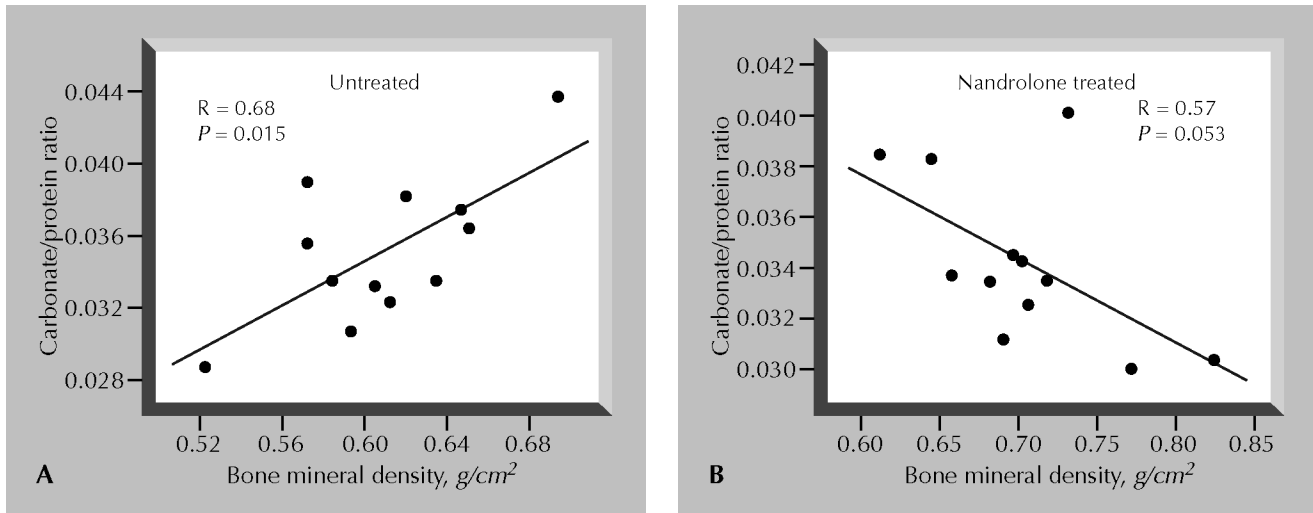 Untreated
R = 0.68
P = 0.015
Carbonate/protein ratio
0.044
0.040
0.036
0.032
0.028
0.52 0.56 0.60 0.64 0.68
Bone mineral density, g/cm²
A
Nandrolone treated
R = 0.57
P = 0.053
Carbonate/protein ratio
0.042
0.040
0.038
0.036
0.034
0.032
0.030
0.60 0.65 0.70 0.75 0.80 0.85
Bone mineral density, g/cm²
B